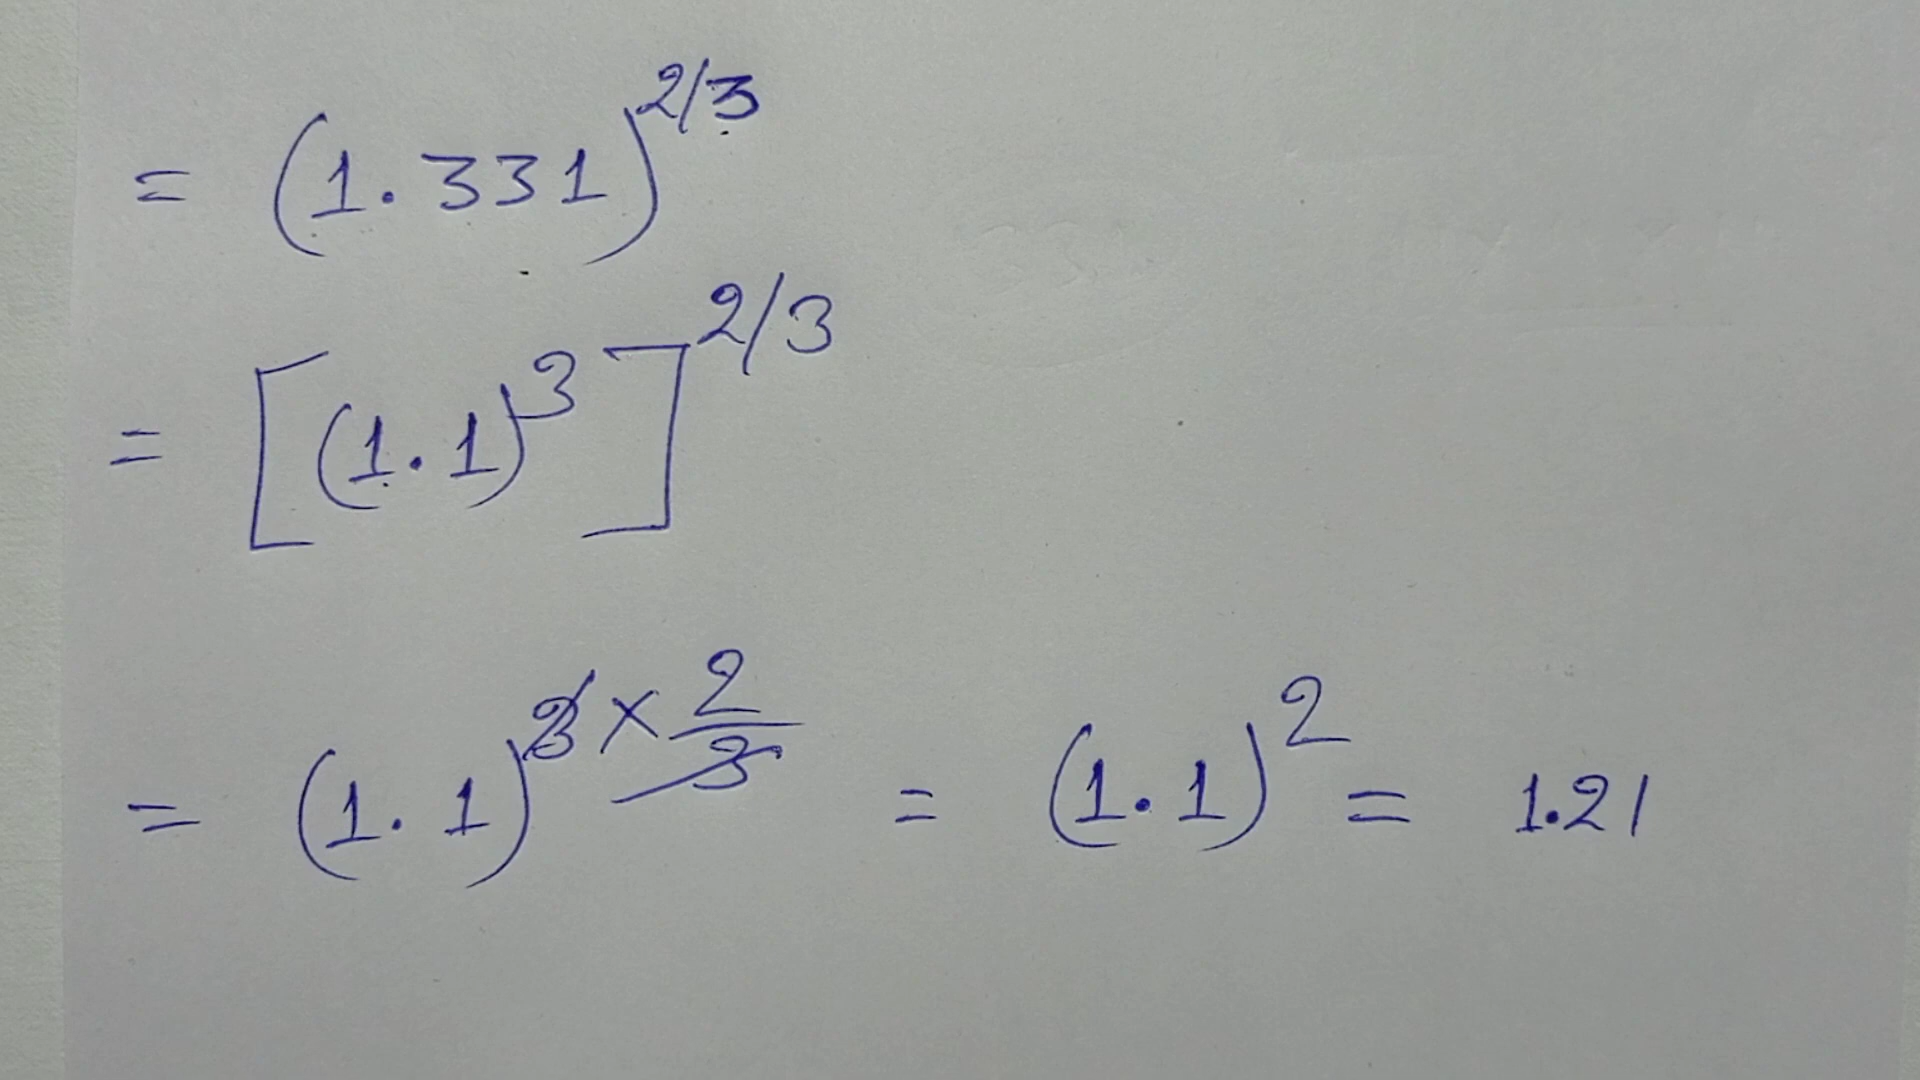 = (1.331)^{2/3}
= [(1.1)^3]^{2/3}
= (1.1)^{3 × 2/3} = (1.1)^2 = 1.21